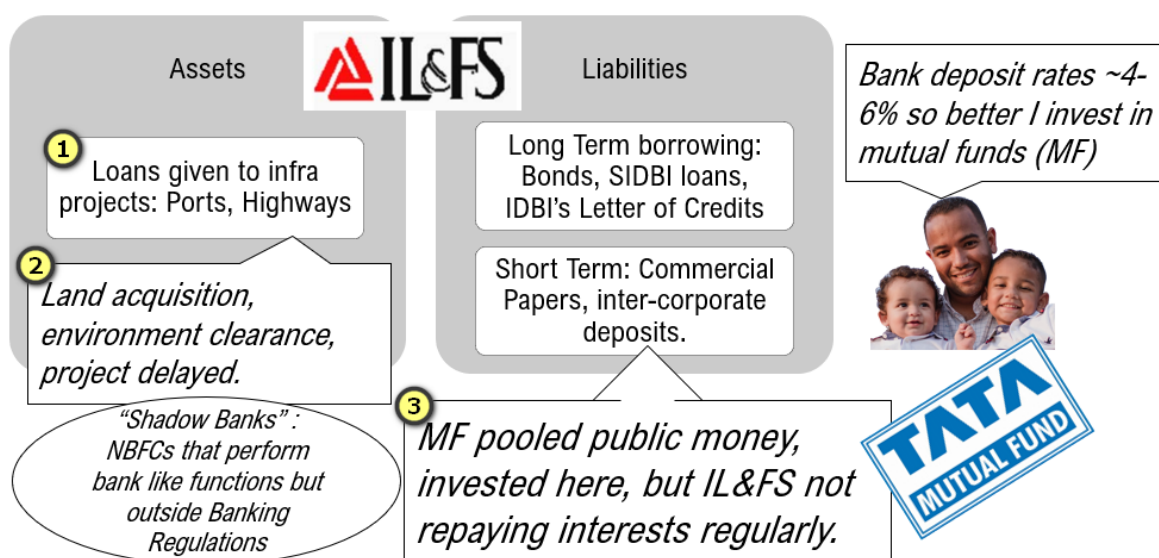 Assets
IL&FS
Liabilities
1
Loans given to infra
projects: Ports, Highways
2
Land acquisition,
environment clearance,
project delayed.
"Shadow Banks" :
NBFCs that perform
bank like functions but
outside Banking
Regulations
Long Term borrowing:
Bonds, SIDBI loans,
IDBI's Letter of Credits
Short Term: Commercial
Papers, inter-corporate
deposits.
3
MF pooled public money,
invested here, but IL&FS not
repaying interests regularly.
Bank deposit rates ~4-
6% so better I invest in
mutual funds (MF)
TATA
MUTUAL FUND